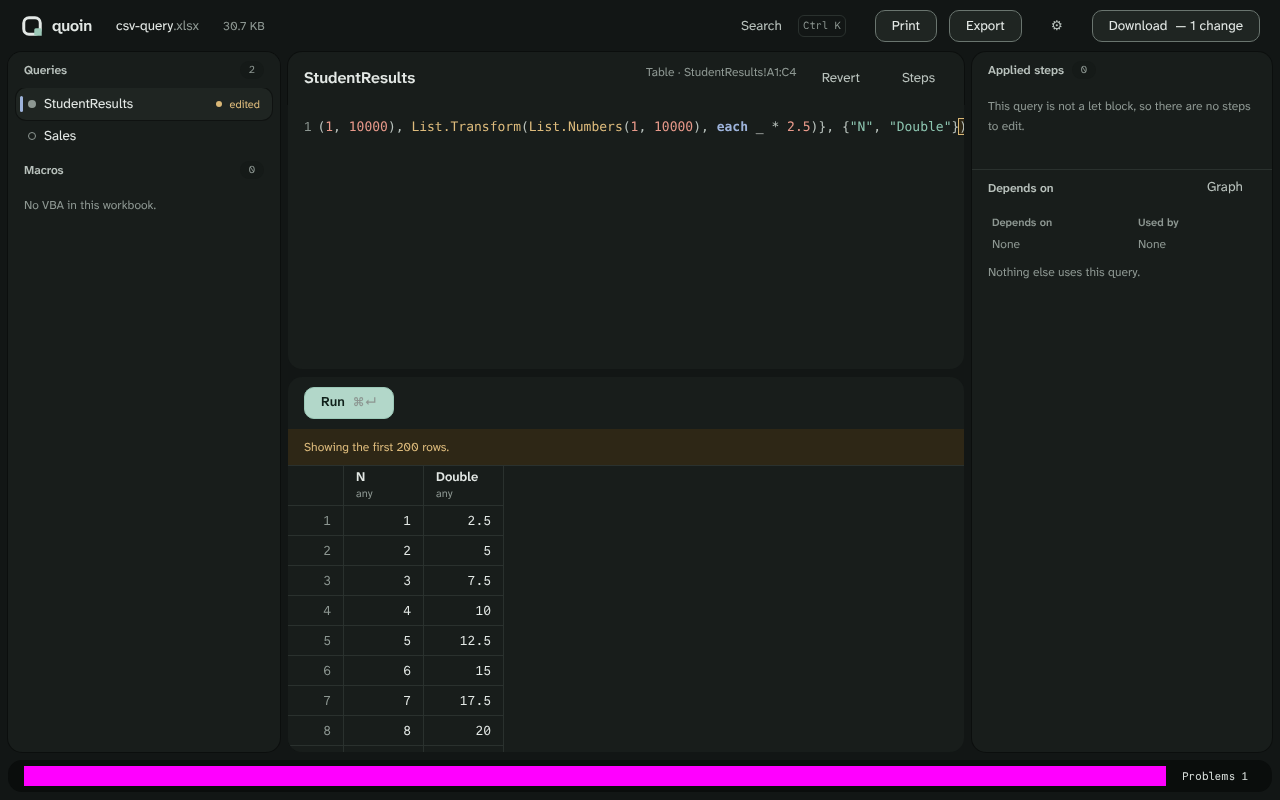 quoin csv-query.xlsx 30.7 KB Search Ctrl K Print Export ⚙ Download — 1 change
Queries 2
StudentResults edited
Sales
Macros 0
No VBA in this workbook.
StudentResults Table · StudentResults!A1:C4 Revert Steps
1 (1, 10000), List.Transform(List.Numbers(1, 10000), each _ * 2.5)}, {"N", "Double"})
Run ⌘↵
Showing the first 200 rows.
N Double
any any
1 1 2.5
2 2 5
3 3 7.5
4 4 10
5 5 12.5
6 6 15
7 7 17.5
8 8 20
Applied steps 0
This query is not a let block, so there are no steps
to edit.
Depends on Graph
Depends on Used by
None None
Nothing else uses this query.
Problems 1